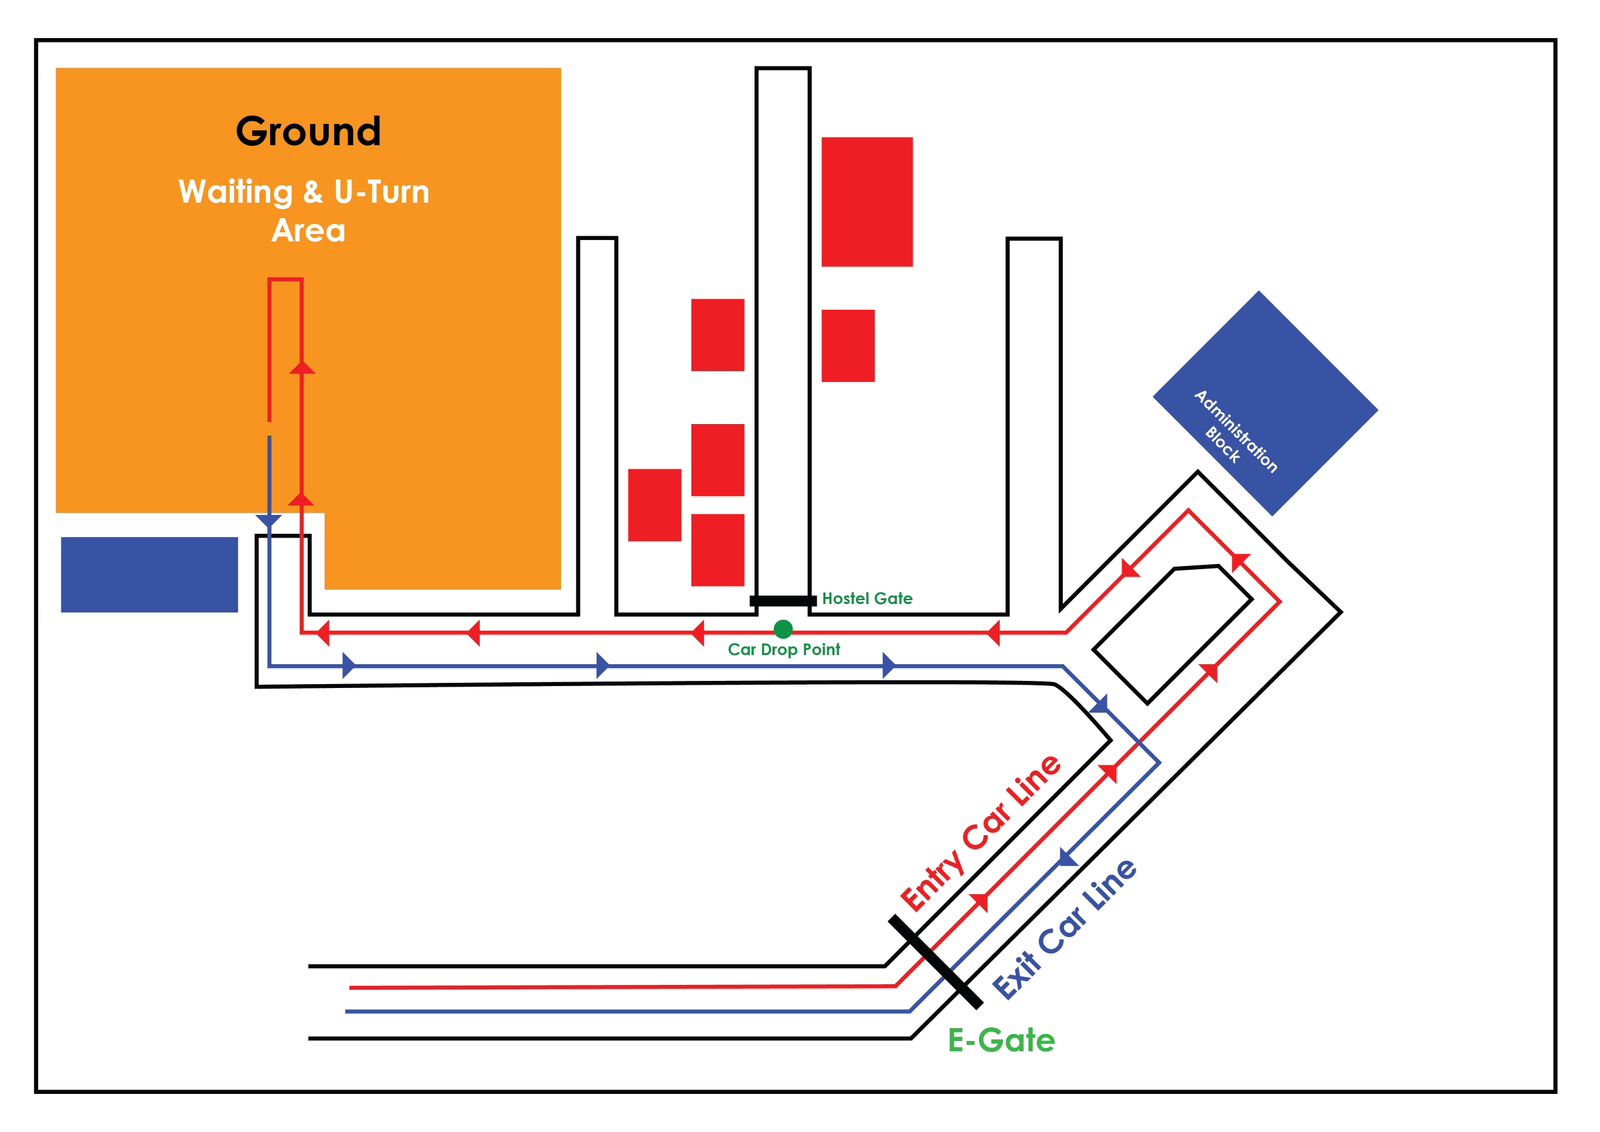 Ground
Waiting & U-Turn
Area
Administration
Block
Hostel Gate
Car Drop Point
Entry Car Line
Exit Car Line
E-Gate